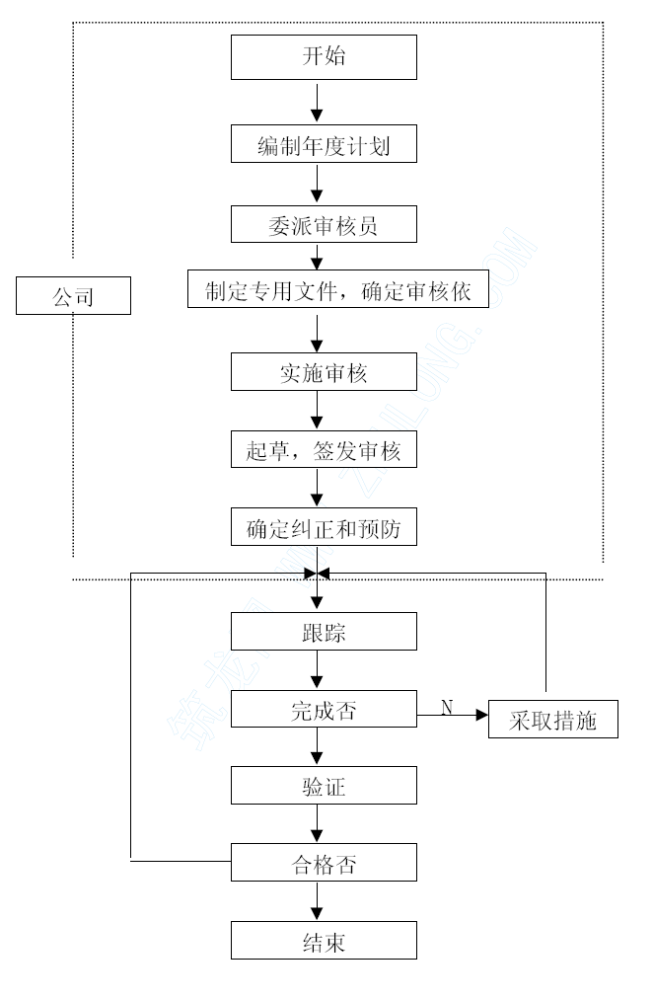 开始
编制年度计划
委派审核员
公司
制定专用文件，确定审核依
实施审核
起草，签发审核
确定纠正和预防
跟踪
完成否
N
采取措施
验证
合格否
结束